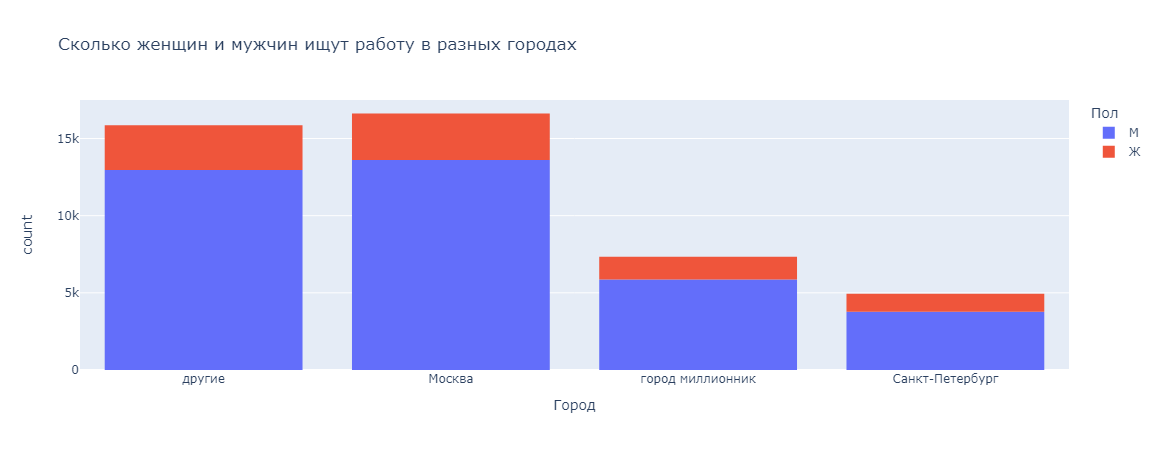 Сколько женщин и мужчин ищут работу в разных городах
Пол
М
Ж
15k
10k
5k
0
count
другие
Москва
город миллионник
Санкт-Петербург
Город